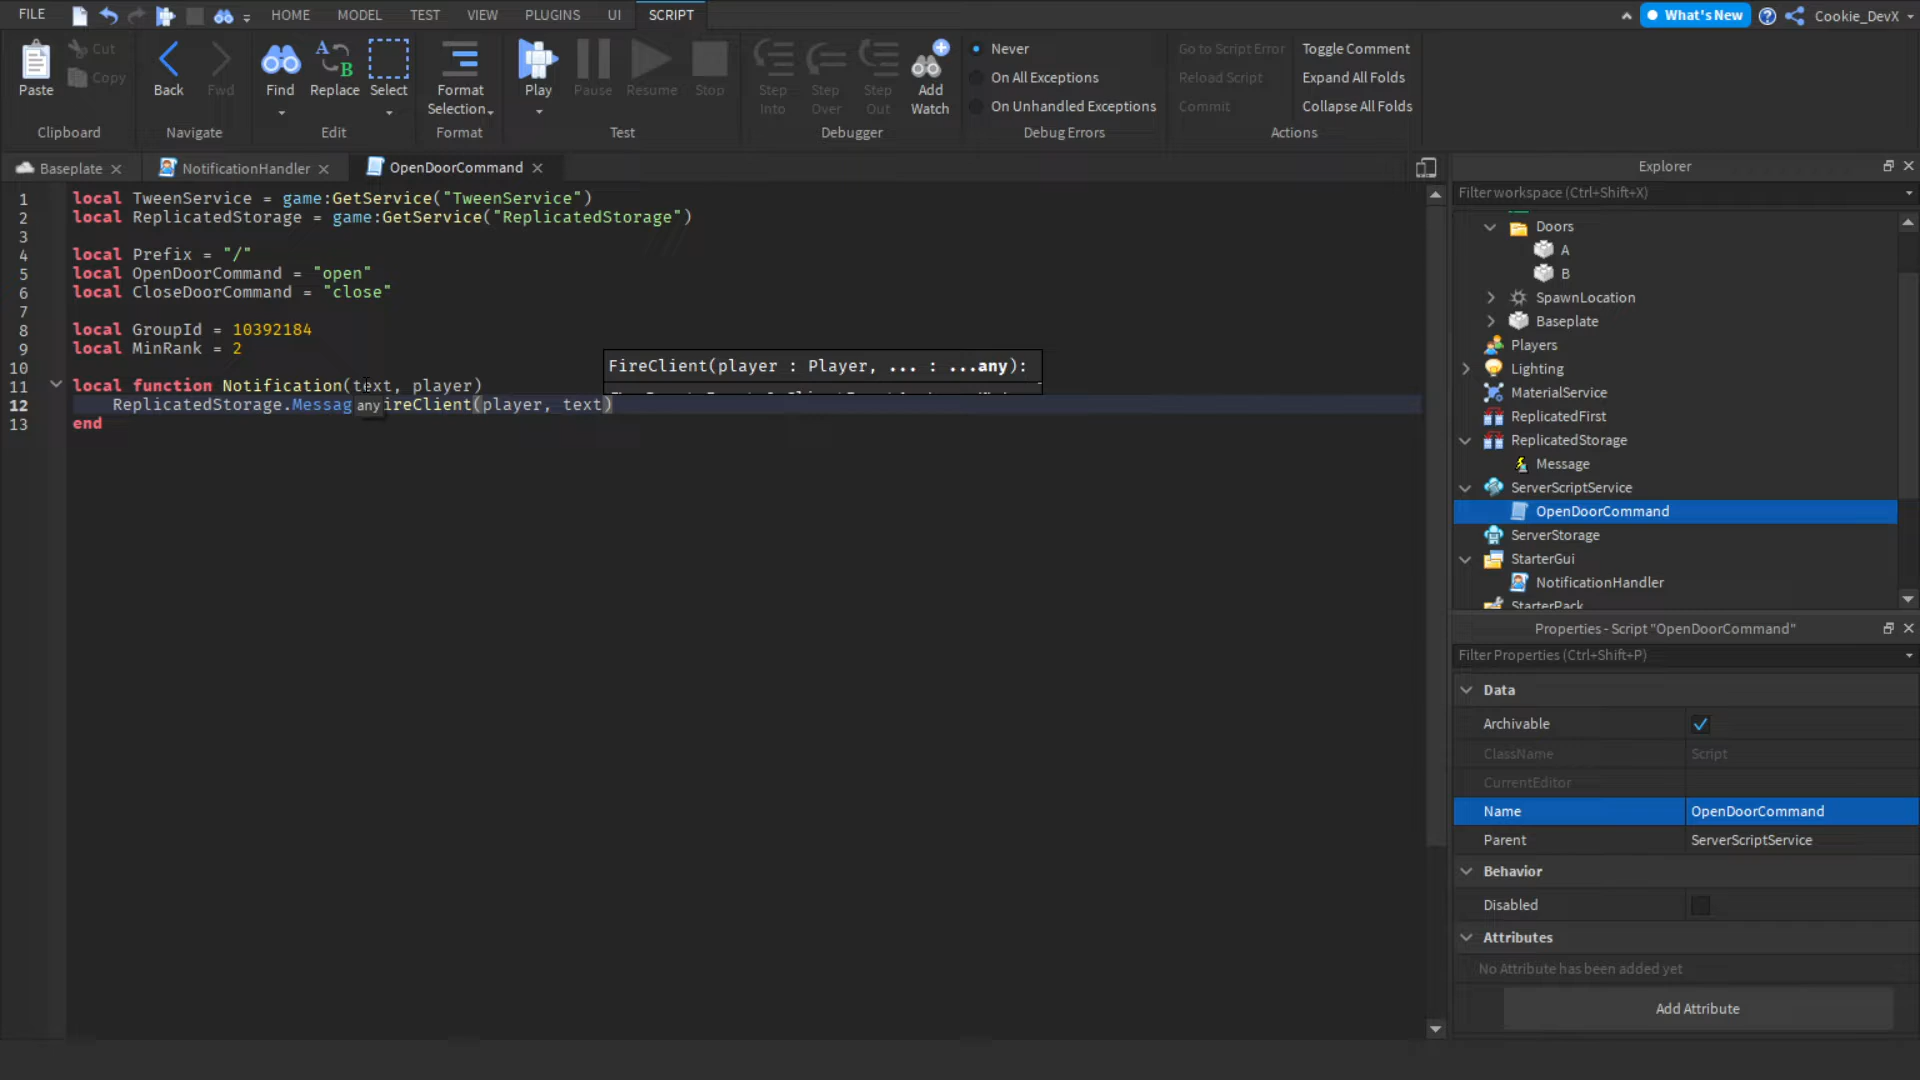 FILE HOME MODEL TEST VIEW PLUGINS UI SCRIPT What's New Cookie_DevX
Paste Cut Copy Clipboard
Back Fwd Navigate
Find Replace Select Edit
Format Selection Format
Play Pause Resume Stop Test
Step Into Step Over Step Out Add Watch Debugger
Never
On All Exceptions
On Unhandled Exceptions
Debug Errors
Go to Script Error
Reload Script
Commit
Toggle Comment
Expand All Folds
Collapse All Folds
Actions
Baseplate NotificationHandler OpenDoorCommand
1 local TweenService = game:GetService("TweenService")
2 local ReplicatedStorage = game:GetService("ReplicatedStorage")
3
4 local Prefix = "/"
5 local OpenDoorCommand = "open"
6 local CloseDoorCommand = "close"
7
8 local GroupId = 10392184
9 local MinRank = 2
10
11 local function Notification(text, player)
12 ReplicatedStorage.Messag any ireClient(player, text)
13 end
FireClient(player : Player, ... : ...any):
Explorer
Filter workspace (Ctrl+Shift+X)
Doors
A
B
SpawnLocation
Baseplate
Players
Lighting
MaterialService
ReplicatedFirst
ReplicatedStorage
Message
ServerScriptService
OpenDoorCommand
ServerStorage
StarterGui
NotificationHandler
StarterPack
Properties - Script "OpenDoorCommand"
Filter Properties (Ctrl+Shift+P)
Data
Archivable
ClassName Script
CurrentEditor
Name OpenDoorCommand
Parent ServerScriptService
Behavior
Disabled
Attributes
No Attribute has been added yet
Add Attribute